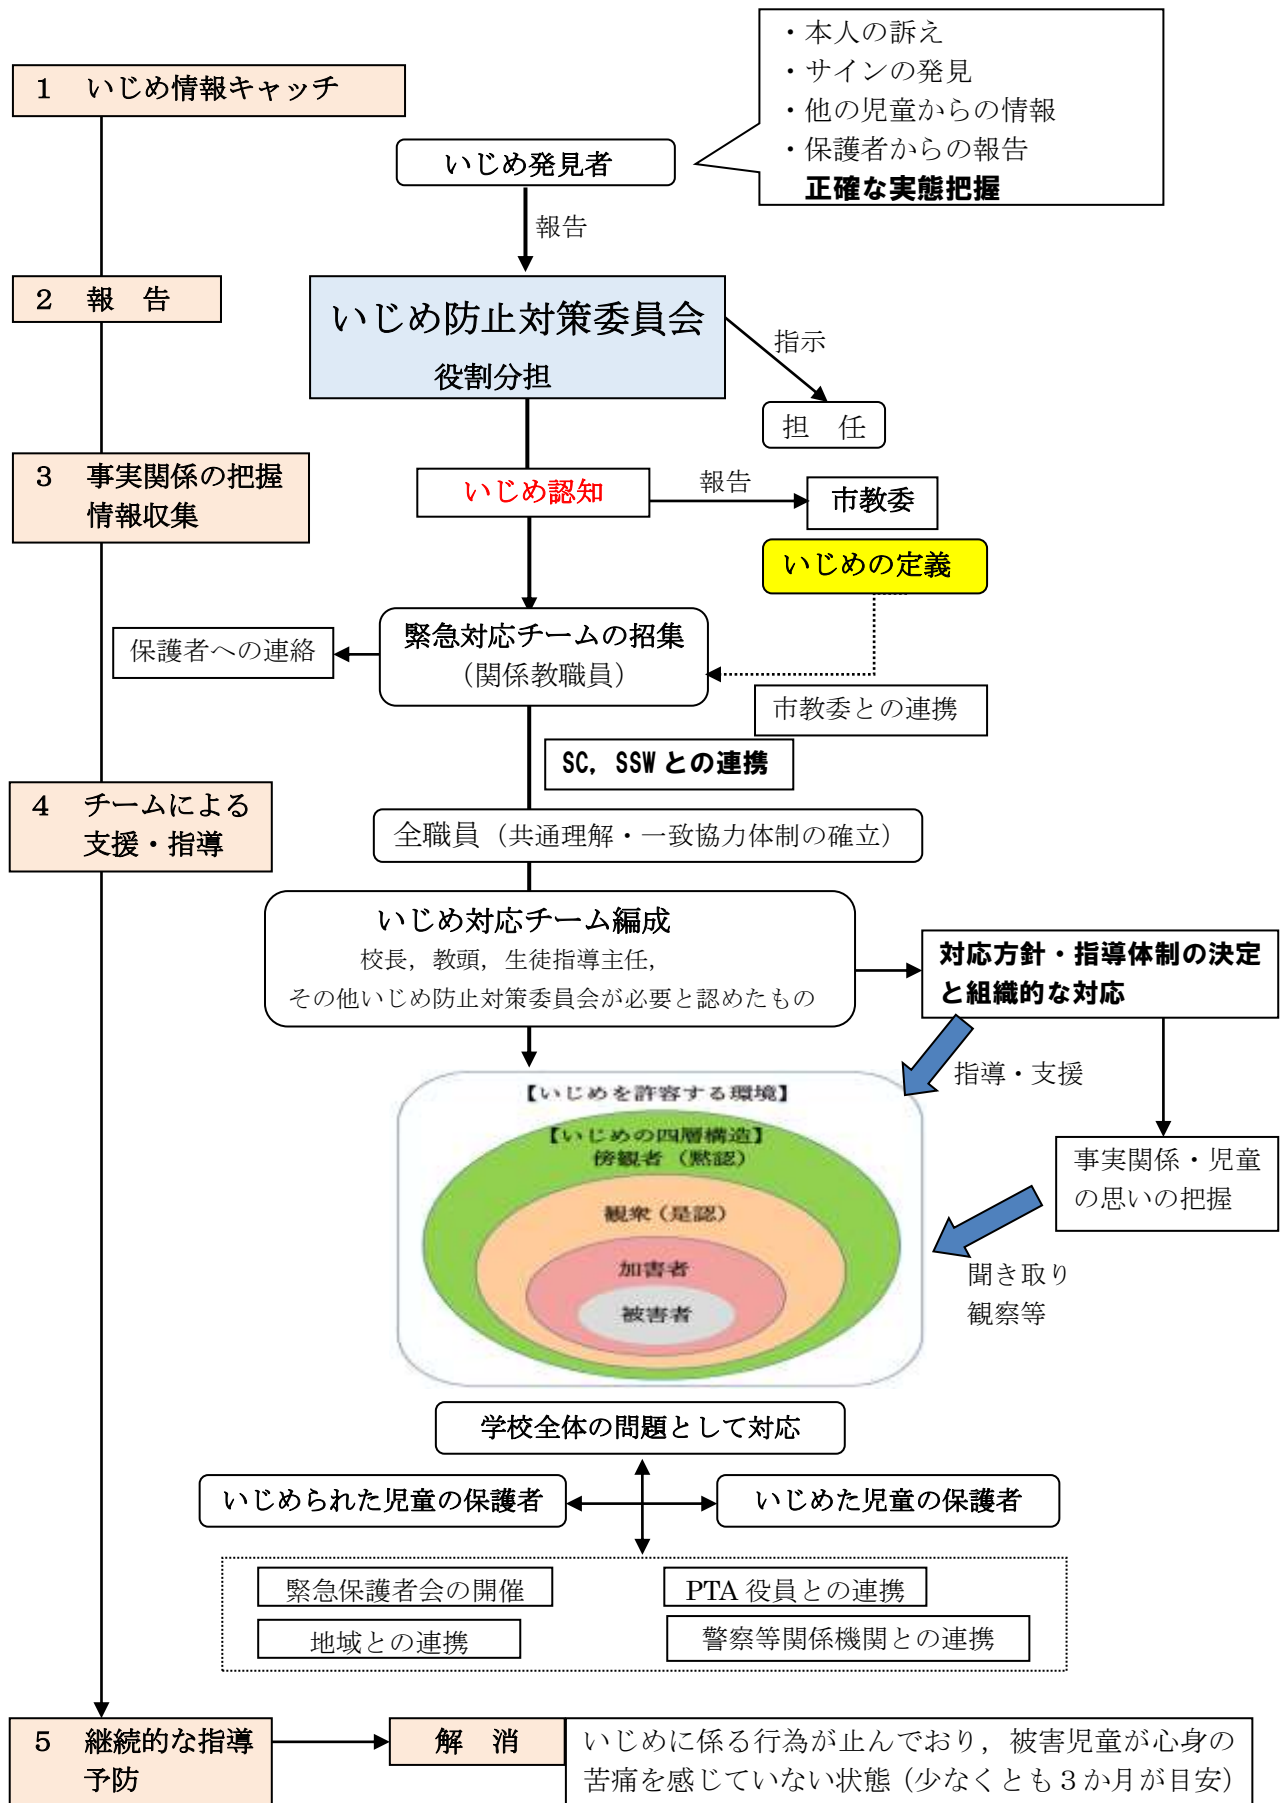 ・本人の訴え
・サインの発見
・他の児童からの情報
・保護者からの報告
正確な実態把握
1　いじめ情報キャッチ
いじめ発見者
報告
2　報　告
いじめ防止対策委員会
役割分担
指示
担　任
3　事実関係の把握
情報収集
いじめ認知
報告
市教委
いじめの定義
緊急対応チームの招集
（関係教職員）
保護者への連絡
市教委との連携
SC，SSWとの連携
4　チームによる
支援・指導
全職員（共通理解・一致協力体制の確立）
いじめ対応チーム編成
校長，教頭，生徒指導主任，
その他いじめ防止対策委員会が必要と認めたもの
対応方針・指導体制の決定
と組織的な対応
指導・支援
【いじめを許容する環境】
【いじめの四層構造】
傍観者（黙認）
観衆（是認）
加害者
被害者
事実関係・児童
の思いの把握
聞き取り
観察等
学校全体の問題として対応
いじめられた児童の保護者
いじめた児童の保護者
緊急保護者会の開催
PTA役員との連携
地域との連携
警察等関係機関との連携
5　継続的な指導
予防
解　消
いじめに係る行為が止んでおり，被害児童が心身の
苦痛を感じていない状態（少なくとも３か月が目安）